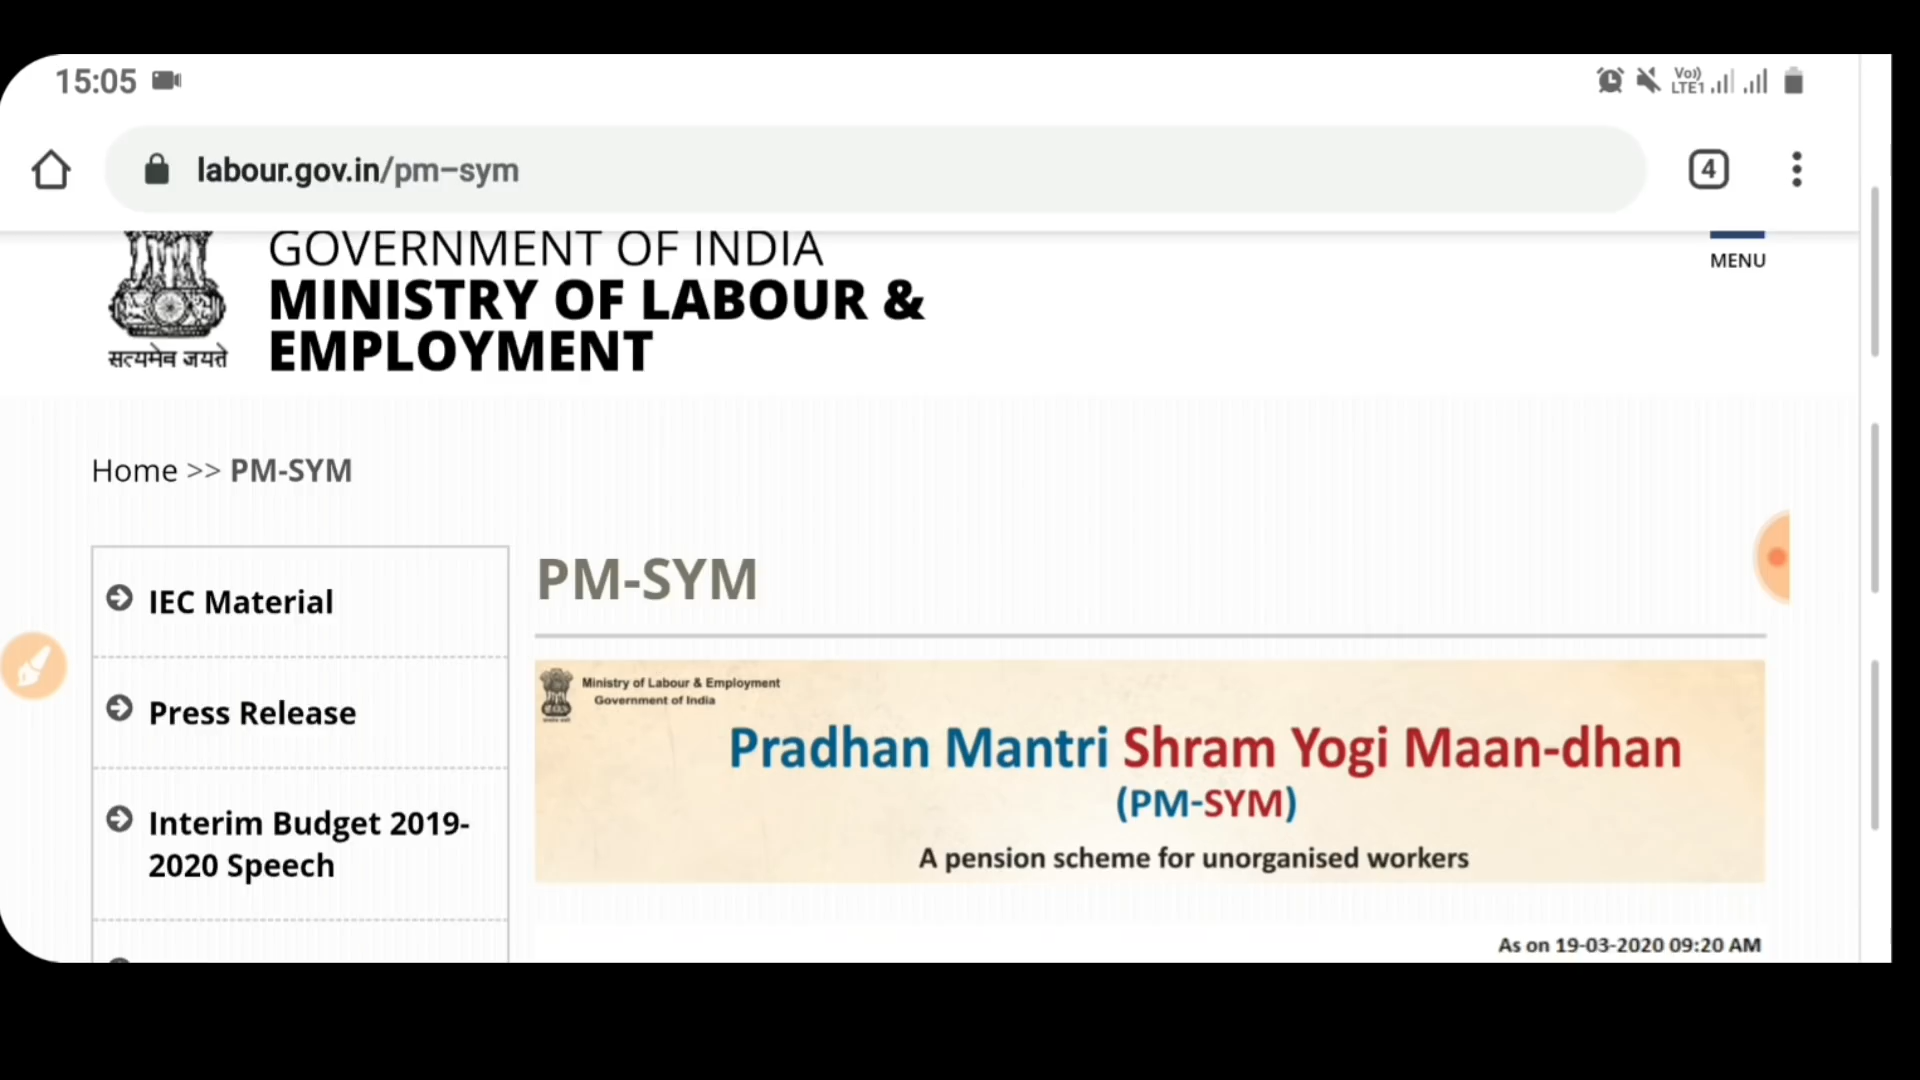 15:05
Vo)) LTE1
labour.gov.in/pm-sym
4
GOVERNMENT OF INDIA
MINISTRY OF LABOUR &
EMPLOYMENT
सत्यमेव जयते
MENU
Home >> PM-SYM
IEC Material
Press Release
Interim Budget 2019-
2020 Speech
PM-SYM
Ministry of Labour & Employment
Government of India
Pradhan Mantri Shram Yogi Maan-dhan
(PM-SYM)
A pension scheme for unorganised workers
As on 19-03-2020 09:20 AM